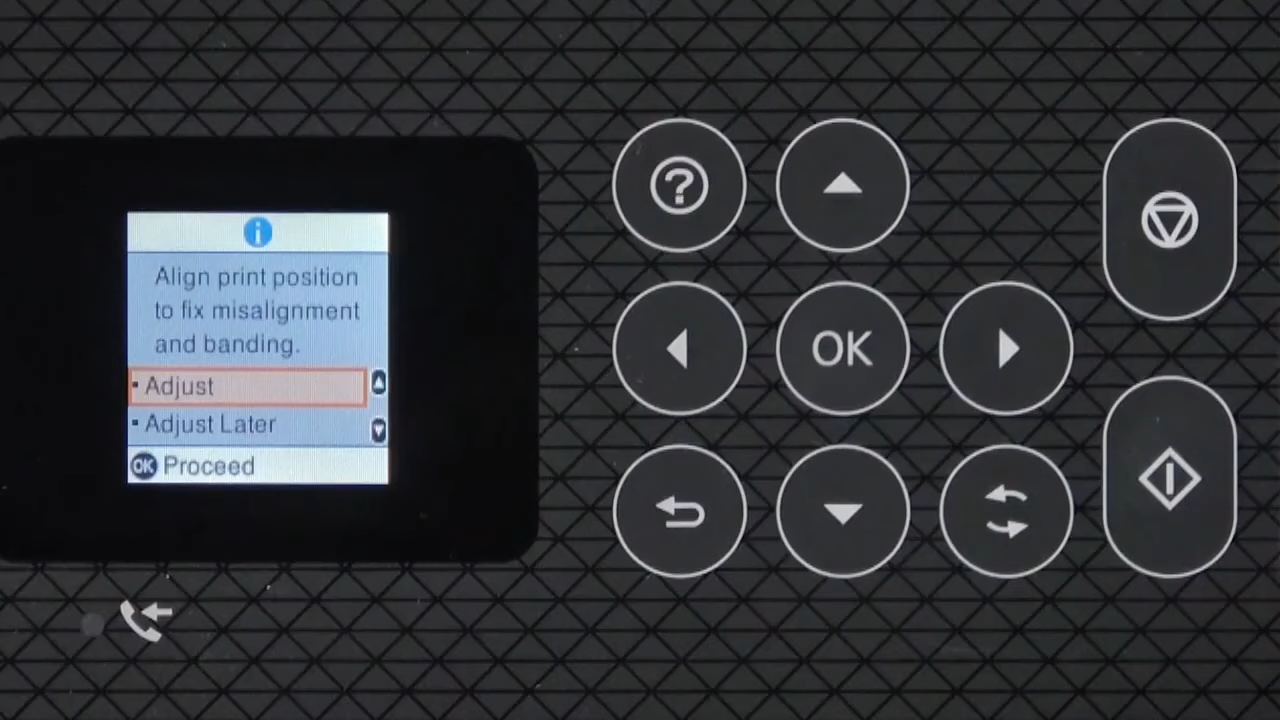 Align print position
to fix misalignment
and banding.
Adjust
Adjust Later
OK Proceed
?
OK